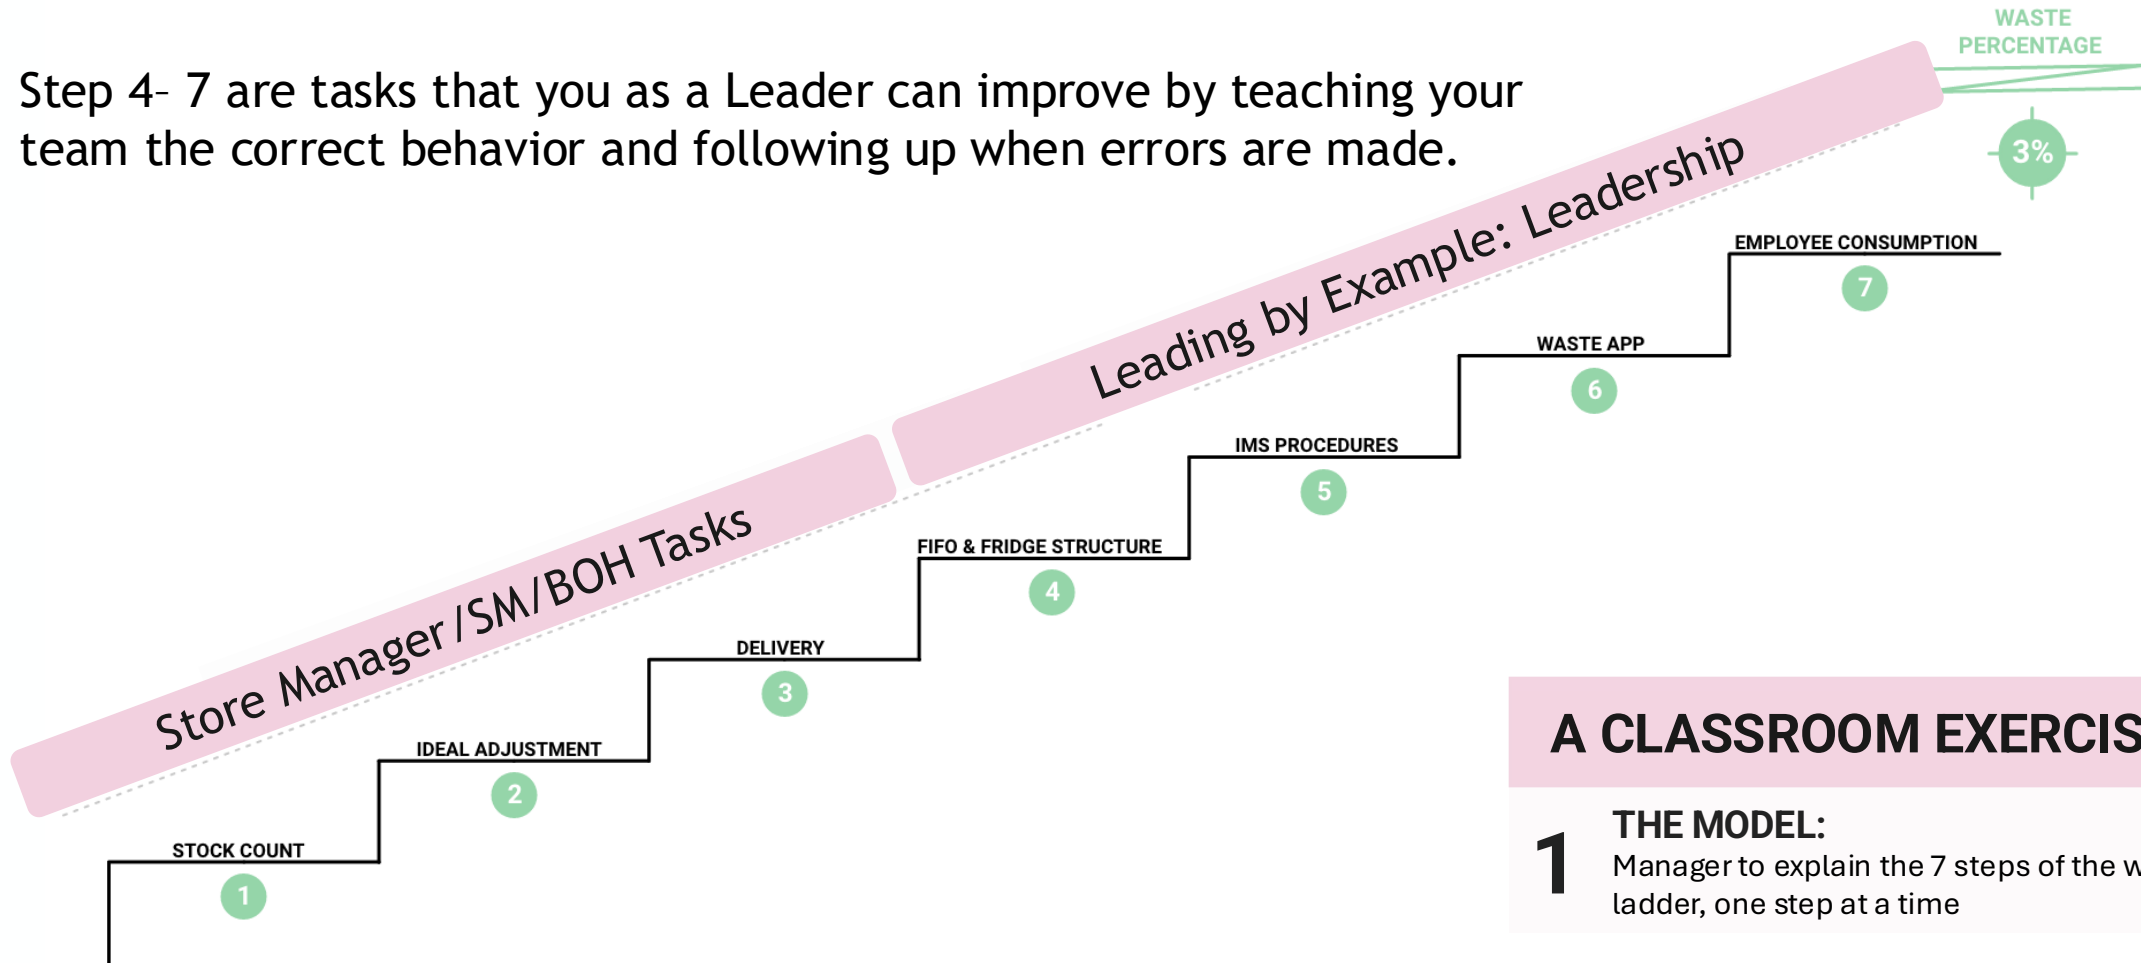 WASTE
PERCENTAGE
Step 4– 7 are tasks that you as a Leader can improve by teaching your
team the correct behavior and following up when errors are made.
3%
Leading by Example: Leadership
EMPLOYEE CONSUMPTION
7
WASTE APP
6
IMS PROCEDURES
5
Store Manager/SM/BOH Tasks
FIFO & FRIDGE STRUCTURE
4
DELIVERY
3
IDEAL ADJUSTMENT
2
STOCK COUNT
1
A CLASSROOM EXERCIS
1
THE MODEL:
Manager to explain the 7 steps of the w
ladder, one step at a time